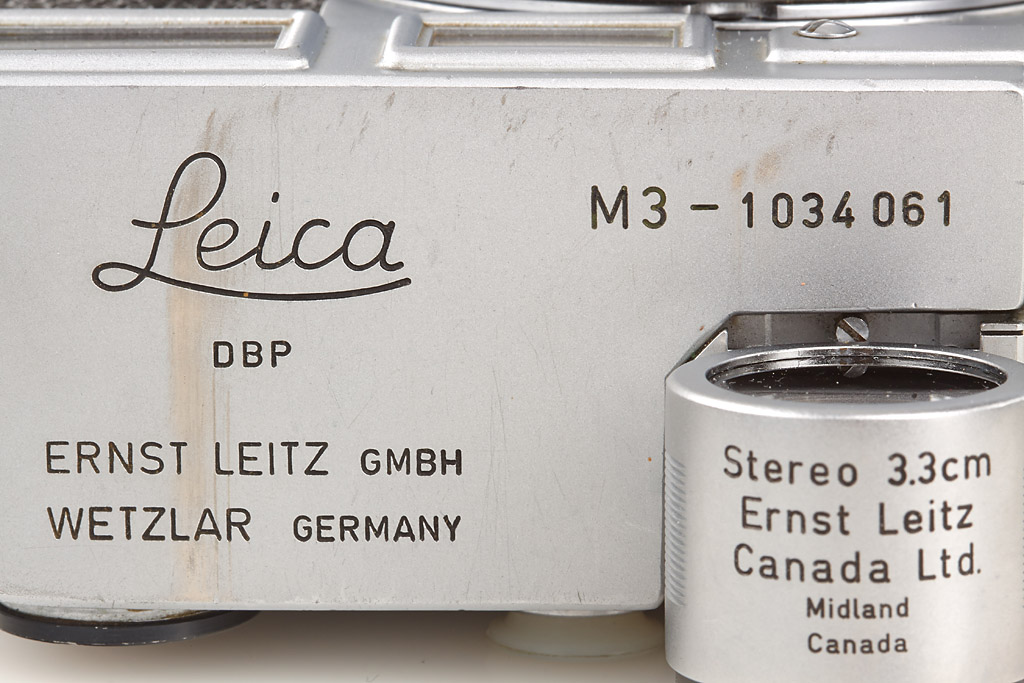 Leica
M3 - 1034061
DBP
ERNST LEITZ GMBH
WETZLAR GERMANY
Stereo 3.3cm
Ernst Leitz
Canada Ltd.
Midland
Canada